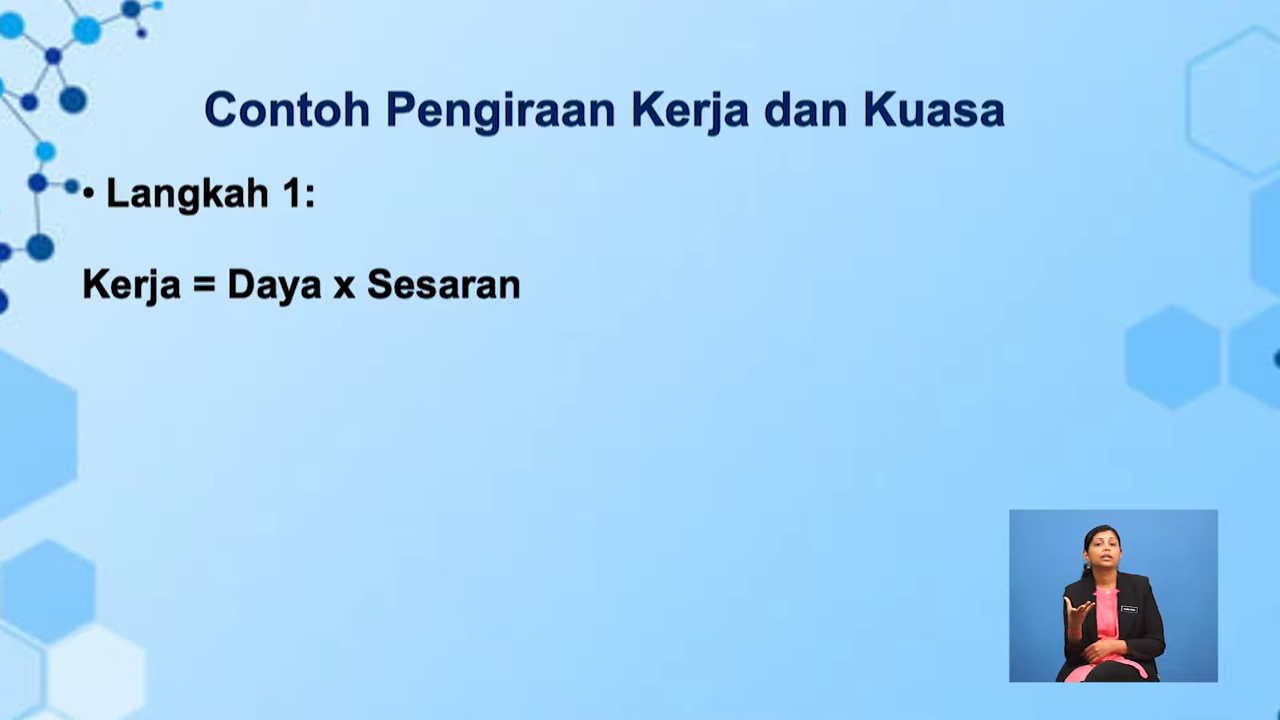 Contoh Pengiraan Kerja dan Kuasa
• Langkah 1:
Kerja = Daya x Sesaran